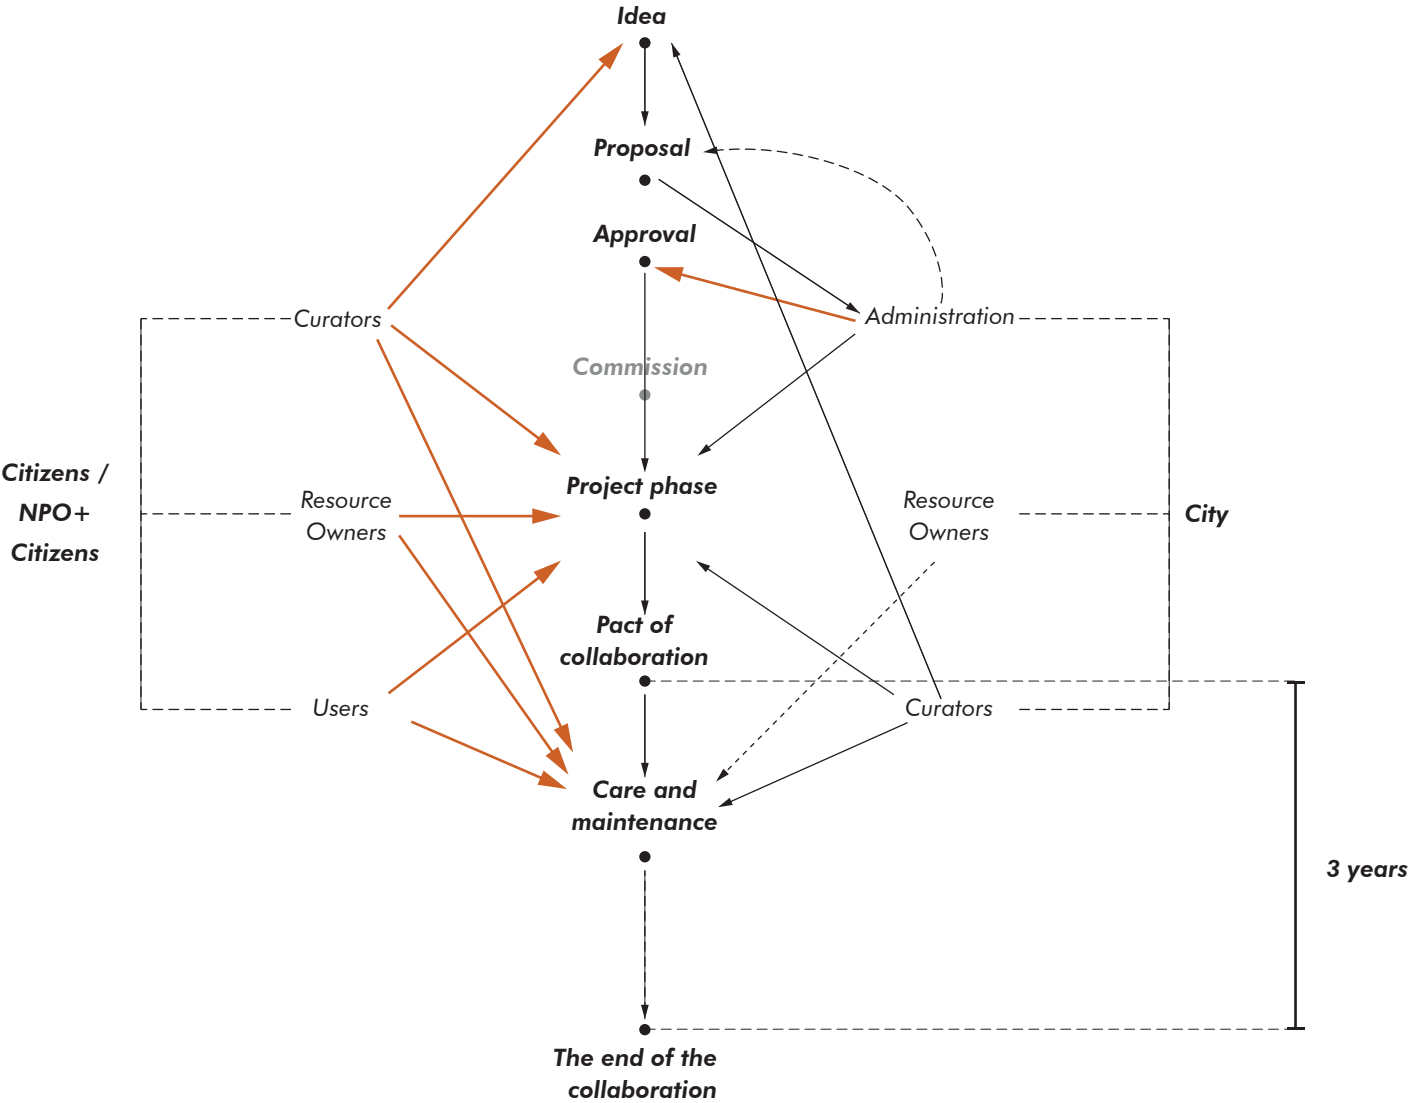 Idea
Proposal
Approval
Curators
Administration
Commission
Citizens /
NPO+
Citizens
Resource
Owners
Project phase
Resource
Owners
City
Pact of
collaboration
Users
Curators
Care and
maintenance
3 years
The end of the
collaboration